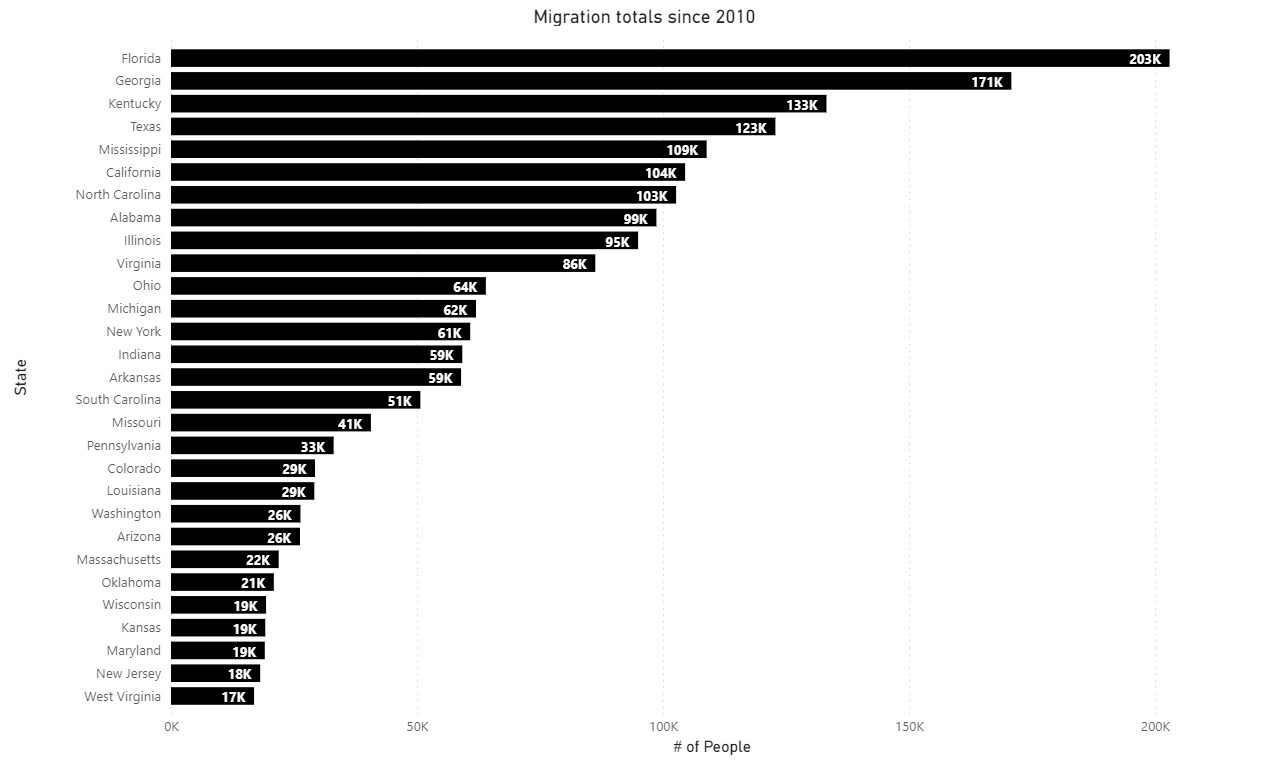 Migration totals since 2010
State
Florida 203K
Georgia 171K
Kentucky 133K
Texas 123K
Mississippi 109K
California 104K
North Carolina 103K
Alabama 99K
Illinois 95K
Virginia 86K
Ohio 64K
Michigan 62K
New York 61K
Indiana 59K
Arkansas 59K
South Carolina 51K
Missouri 41K
Pennsylvania 33K
Colorado 29K
Louisiana 29K
Washington 26K
Arizona 26K
Massachusetts 22K
Oklahoma 21K
Wisconsin 19K
Kansas 19K
Maryland 19K
New Jersey 18K
West Virginia 17K
0K 50K 100K 150K 200K
# of People